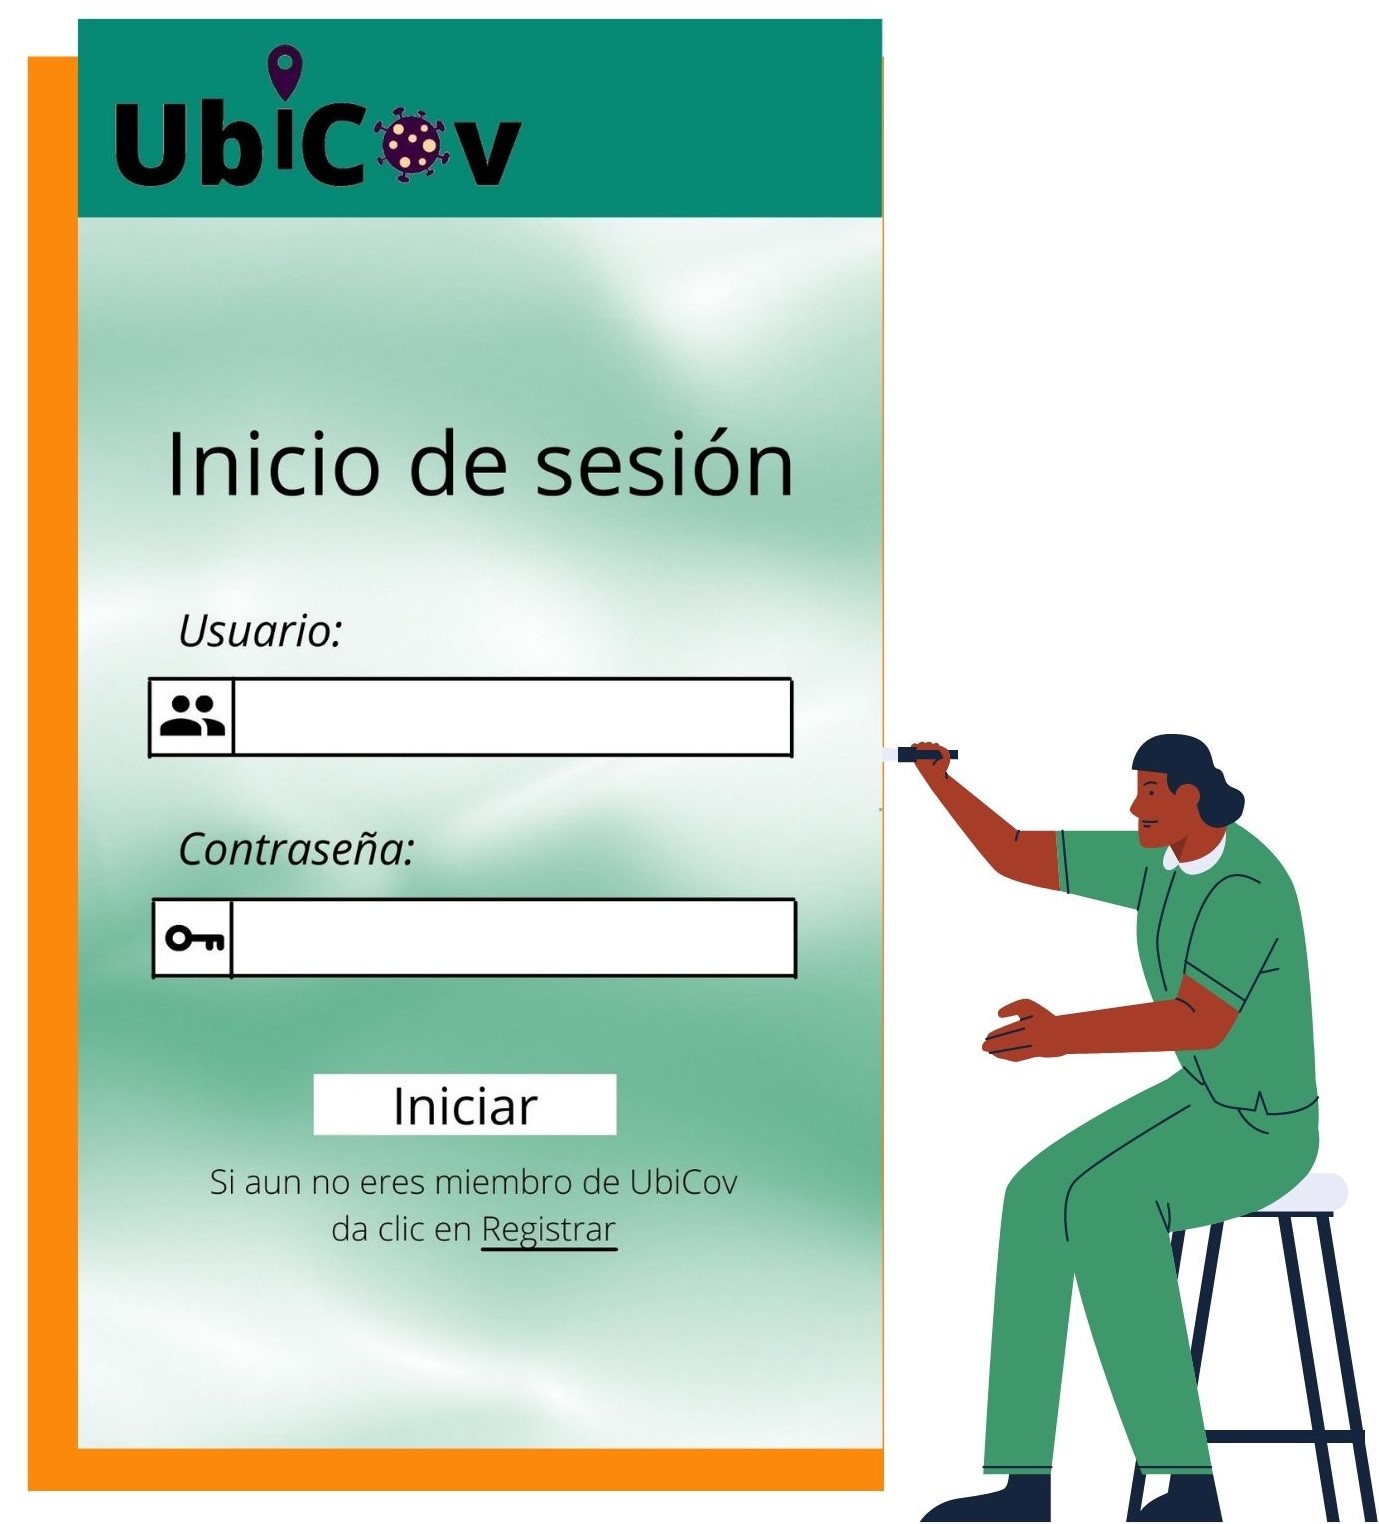 UbiCov
Inicio de sesión
Usuario:
Contraseña:
Iniciar
Si aun no eres miembro de UbiCov
da clic en Registrar